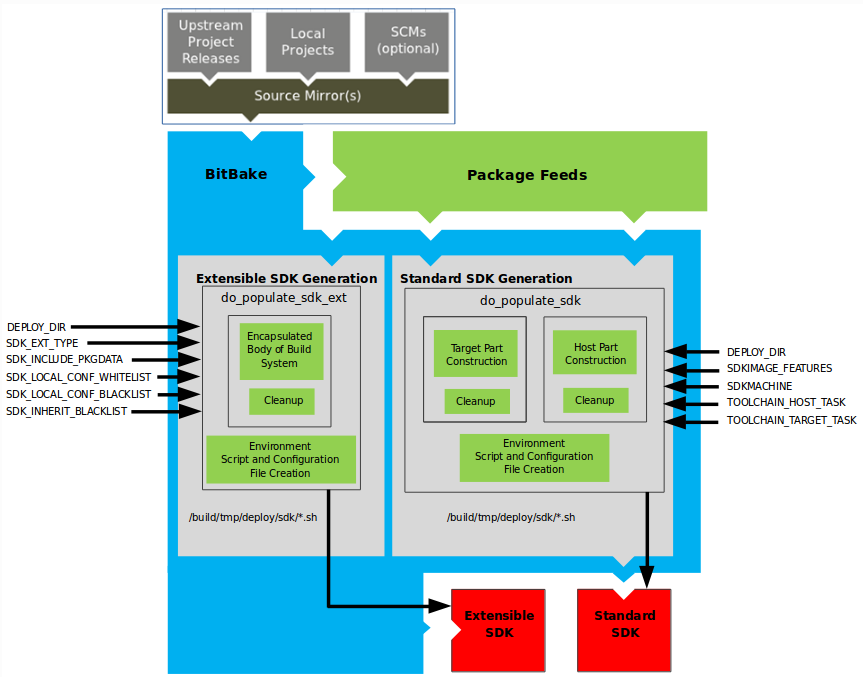 Upstream
Project
Releases
Local
Projects
SCMs
(optional)
Source Mirror(s)
BitBake
Package Feeds
Extensible SDK Generation
do_populate_sdk_ext
Encapsulated
Body of Build
System
Cleanup
Environment
Script and Configuration
File Creation
/build/tmp/deploy/sdk/*.sh
Standard SDK Generation
do_populate_sdk
Target Part
Construction
Cleanup
Host Part
Construction
Cleanup
Environment
Script and Configuration
File Creation
/build/tmp/deploy/sdk/*.sh
DEPLOY_DIR
SDK_EXT_TYPE
SDK_INCLUDE_PKGDATA
SDK_LOCAL_CONF_WHITELIST
SDK_LOCAL_CONF_BLACKLIST
SDK_INHERIT_BLACKLIST
DEPLOY_DIR
SDKIMAGE_FEATURES
SDKMACHINE
TOOLCHAIN_HOST_TASK
TOOLCHAIN_TARGET_TASK
Extensible
SDK
Standard
SDK